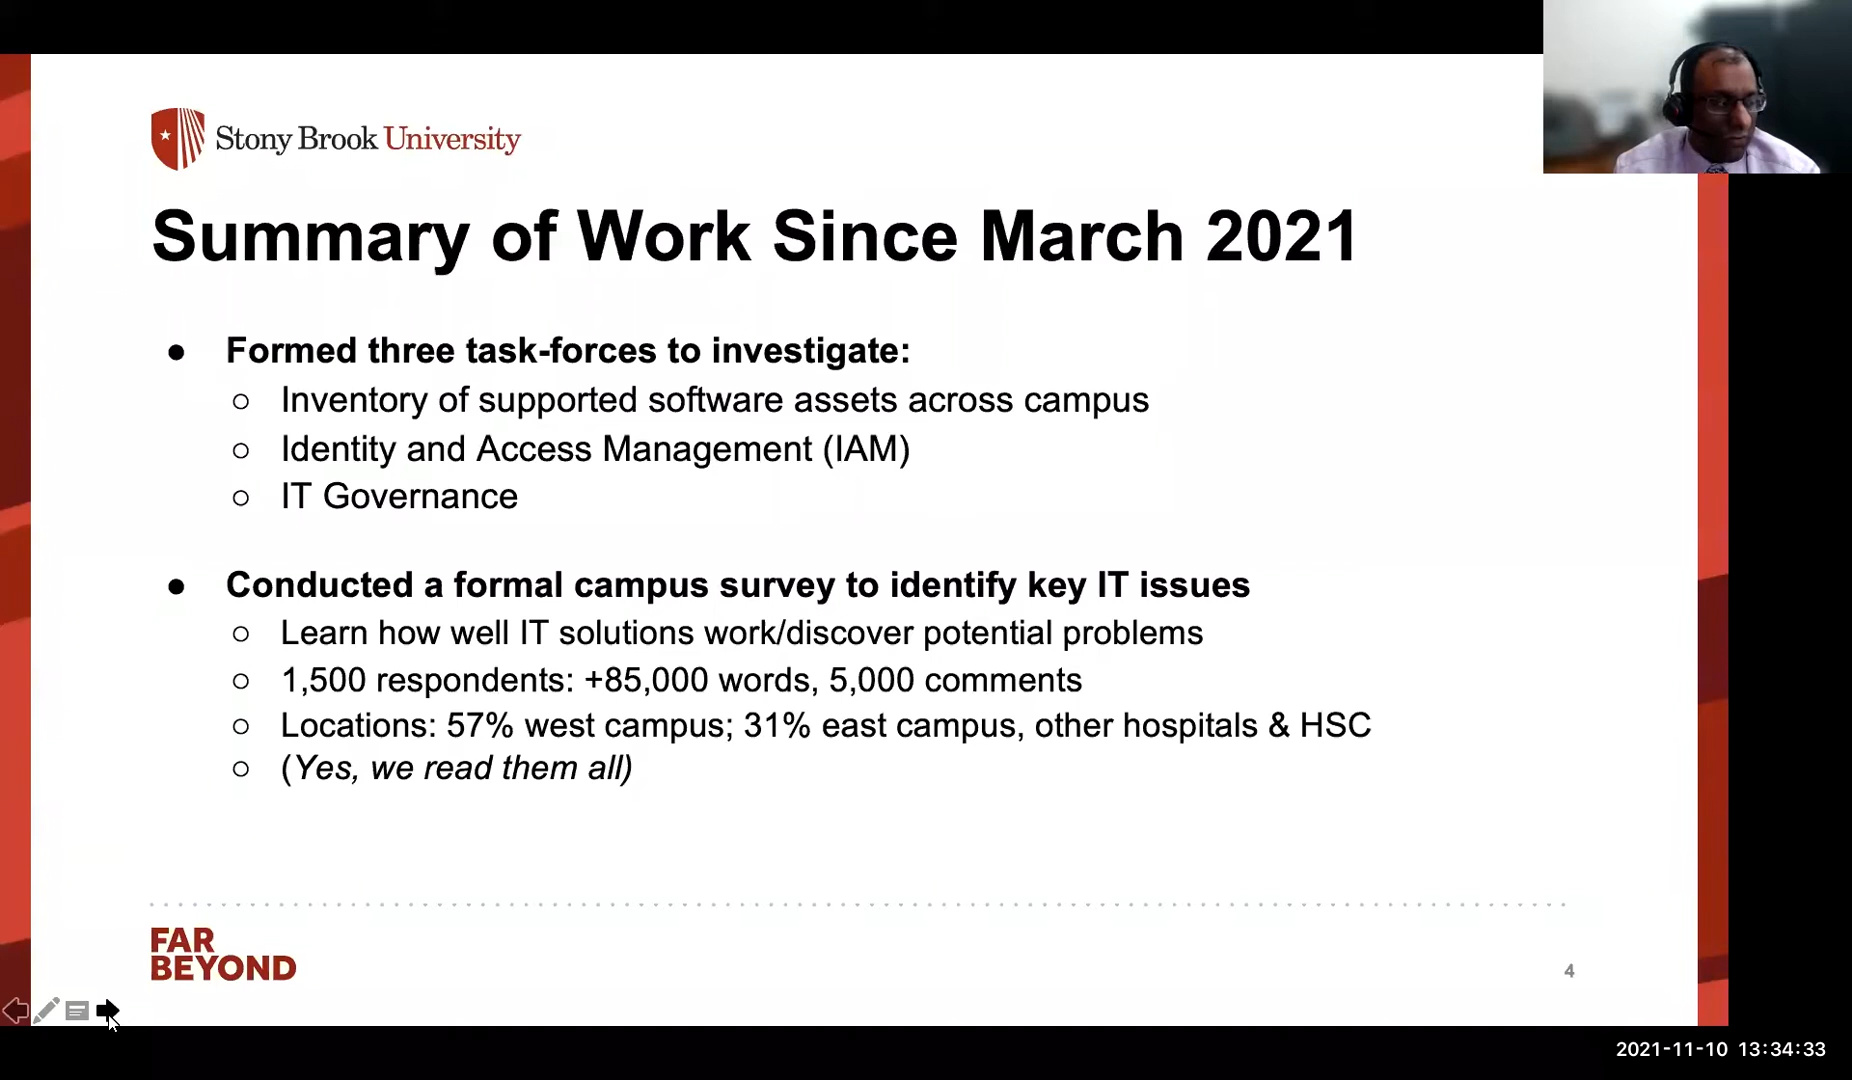 Stony Brook University
Summary of Work Since March 2021
● Formed three task-forces to investigate:
○ Inventory of supported software assets across campus
○ Identity and Access Management (IAM)
○ IT Governance
● Conducted a formal campus survey to identify key IT issues
○ Learn how well IT solutions work/discover potential problems
○ 1,500 respondents: +85,000 words, 5,000 comments
○ Locations: 57% west campus; 31% east campus, other hospitals & HSC
○ (Yes, we read them all)
FAR
BEYOND
4
2021-11-10 13:34:33